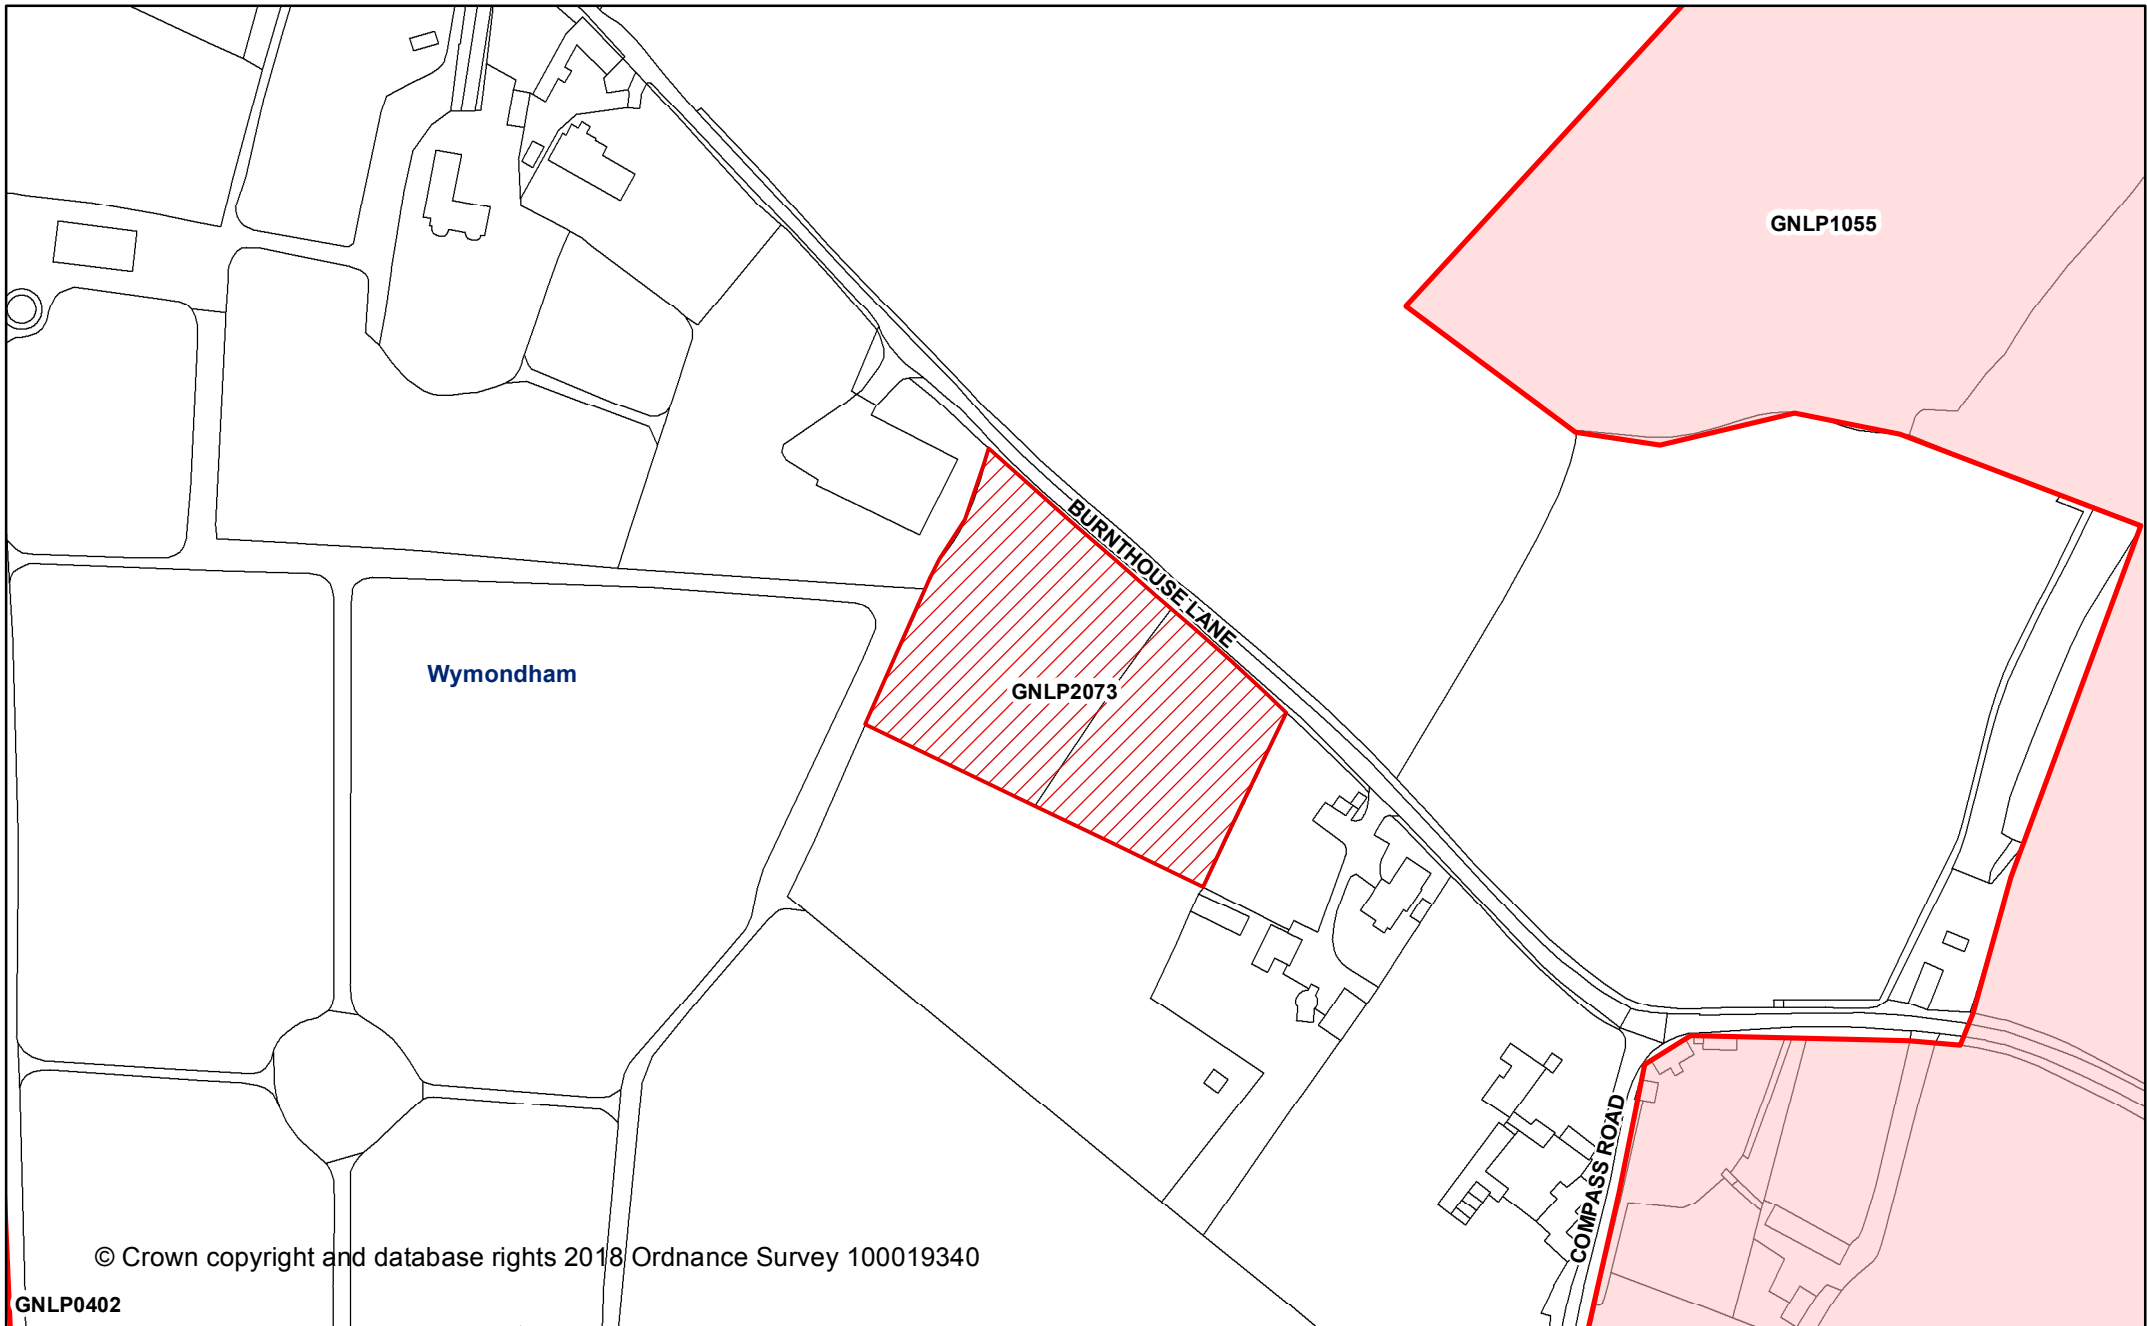 GNLP1055
BURNTHOUSE LANE
Wymondham
GNLP2073
COMPASS ROAD
© Crown copyright and database rights 2018 Ordnance Survey 100019340
GNLP0402